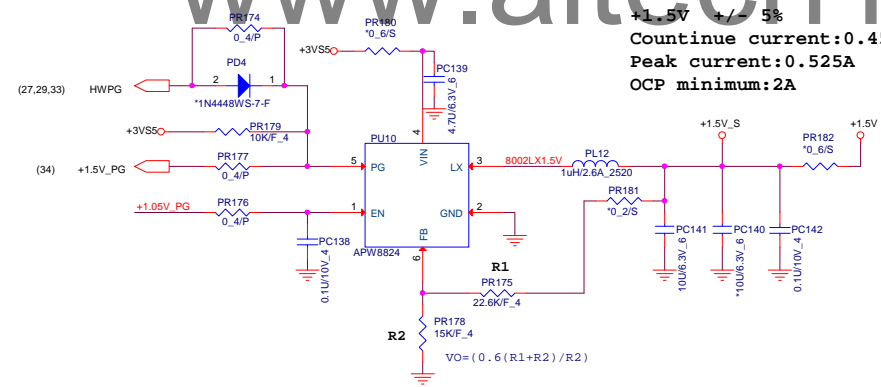 www.aitech
PR174
0_4/P
PD4
2
1
*1N4448WS-7-F
(27,29,33)
HWPG
+3VS5
PR179
10K/F_4
(34)
+1.5V_PG
PR177
0_4/P
+1.05V_PG
PR176
0_4/P
PC138
0.1U/10V_4
+3VS5
PR180
*0_6/S
PC139
4.7U/6.3V_6
PU10
4
VIN
5
PG
LX
3
1
EN
GND
2
FB
6
APW8824
8002LX1.5V
PL12
1uH/2.6A_2520
PR181
*0_2/S
R1
PR175
22.6K/F_4
R2
PR178
15K/F_4
VO=(0.6(R1+R2)/R2)
+1.5V +/- 5%
Countinue current:0.4
Peak current:0.525A
OCP minimum:2A
+1.5V_S
+1.5V
PR182
*0_6/S
PC141
10U/6.3V_6
PC140
*10U/6.3V_6
PC142
0.1U/10V_4